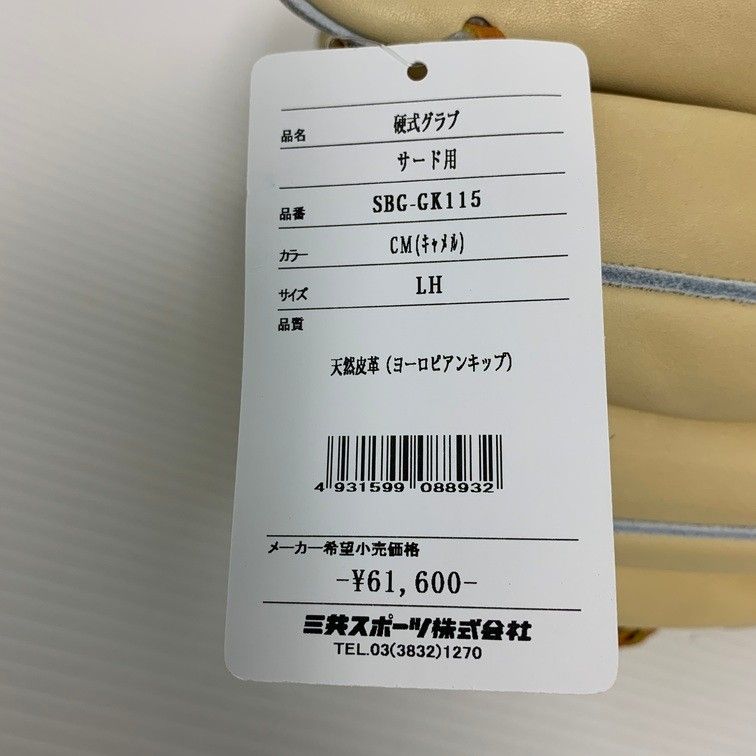 品名 硬式グラブ
サード用
品番 SBG-GK115
カラー CM(キャメル)
サイズ LH
品質
天然皮革(ヨーロピアンキップ)
4 931599 088932
メーカー希望小売価格
-¥61,600-
三共スポーツ株式会社
TEL.03(3832)1270